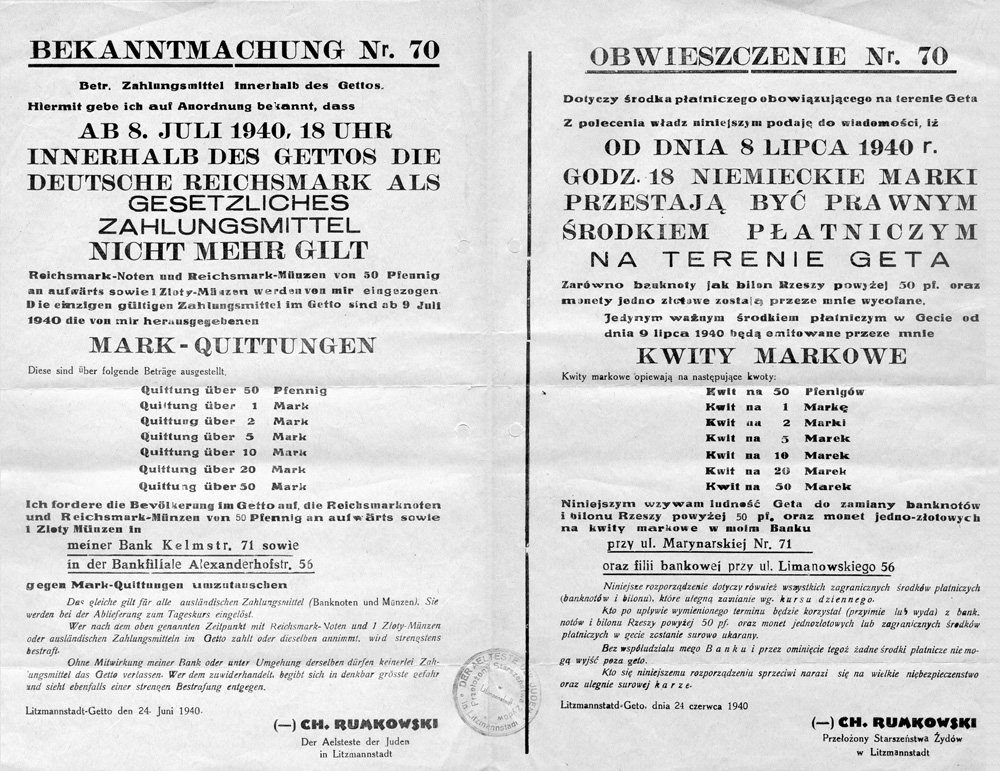 BEKANNTMACHUNG Nr. 70
Betr. Zahlungsmittel innerhalb des Gettos.
Hiermit gebe ich auf Anordnung bekannt, dass
AB 8. JULI 1940, 18 UHR
INNERHALB DES GETTOS DIE
DEUTSCHE REICHSMARK ALS
GESETZLICHES
ZAHLUNGSMITTEL
NICHT MEHR GILT
Reichsmark-Noten und Reichsmark-Münzen von 50 Pfennig
an aufwärts sowie 1 Zloty-Münzen werden von mir eingezogen.
Die einzigen gültigen Zahlungsmittel im Getto sind ab 9 Juli
1940 die von mir herausgegebenen
MARK-QUITTUNGEN
Diese sind über folgende Beträge ausgestellt.
Quittung über 50 Pfennig
Quittung über 1 Mark
Quittung über 2 Mark
Quittung über 5 Mark
Quittung über 10 Mark
Quittung über 20 Mark
Quittung über 50 Mark
Ich fordere die Bevölkerung im Getto auf, die Reichsmarknoten
und Reichsmark-Münzen von 50 Pfennig an aufwärts sowie
1 Zloty Münzen in
meiner Bank Kelmstr. 71 sowie
in der Bankfiliale Alexanderhofstr. 56
gegen Mark-Quittungen umzutauschen
Das gleiche gilt für alle ausländischen Zahlungsmittel (Banknoten und Münzen). Sie
werden bei der Ablieferung zum Tageskurs eingelöst.
Wer nach dem oben genannten Zeitpunkt mit Reichsmark-Noten und 1 Zloty-Münzen
oder ausländischen Zahlungsmitteln im Getto zahlt oder dieselben annimmt, wird strengstens
bestraft.
Ohne Mitwirkung meiner Bank oder unter Umgehung derselben dürfen keinerlei Zah-
lungsmittel das Getto verlassen. Wer dem zuwiderhandelt, begibt sich in denkbar grösste gefahr
und sieht ebenfalls einer strengen Bestrafung entgegen.
Litzmannstadt-Getto den 24. Juni 1940.
(—) CH. RUMKOWSKI
Der Aelsteste der Juden
in Litzmannstadt
DER AELTESTE JUDEN
Litzmannstadt
OBWIESZCZENIE Nr. 70
Dotyczy środka płatniczego obowiązującego na terenie Geta
Z polecenia władz niniejszym podaję do wiadomości, iż
OD DNIA 8 LIPCA 1940 r.
GODZ. 18 NIEMIECKIE MARKI
PRZESTAJĄ BYĆ PRAWNYM
ŚRODKIEM PŁATNICZYM
NA TERENIE GETA
Zarówno banknoty jak bilon Rzeszy powyżej 50 pf. oraz
monety jedno złotowe zostają przeze mnie wycofane.
Jedynym ważnym środkiem płatniczym w Gecie od
dnia 9 lipca 1940 będą emitowane przeze mnie
KWITY MARKOWE
Kwity markowe opiewają na następujące kwoty:
Kwit na 50 Pfenigów
Kwit na 1 Markę
Kwit na 2 Marki
Kwit na 5 Marek
Kwit na 10 Marek
Kwit na 20 Marek
Kwit na 50 Marek
Niniejszym wzywam ludność Geta do zamiany banknotów
i bilonu Rzeszy powyżej 50 pf. oraz monet jedno-złotowych
na kwity markowe w moim Banku
przy ul. Marynarskiej Nr. 71
oraz filii bankowej przy ul. Limanowskiego 56
Niniejsze rozporządzenie dotyczy również wszystkich zagranicznych środków płatniczych
(banknotów i bilonu), które ulegną zamianie wg. kursu dziennego.
Kto po upływie wymienionego terminu będzie korzystał (przyjmie lub wyda) z bank.
notów i bilonu Rzeszy powyżej 50 pf. oraz monet jednozłotowych lub zagranicznych środków
płatniczych w gecie zostanie surowo ukarany.
Bez współudziału mego Banku i przez ominięcie tegoż żadne środki płatnicze nie mo-
gą wyjść poza geto.
Kto się niniejszemu rozporządzeniu sprzeciwi narazi się na wielkie niebezpieczeństwo
oraz ulegnie surowej karze.
Litzmannstatd-Geto, dnia 24 czerwca 1940
(—) CH. RUMKOWSKI
Przełożony Starszeństwa Żydów
w Litzmannstadt